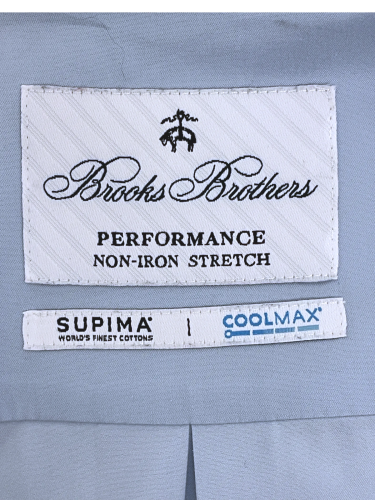 Brooks Brothers
PERFORMANCE
NON-IRON STRETCH
SUPIMA® | COOLMAX®
WORLD'S FINEST COTTONS